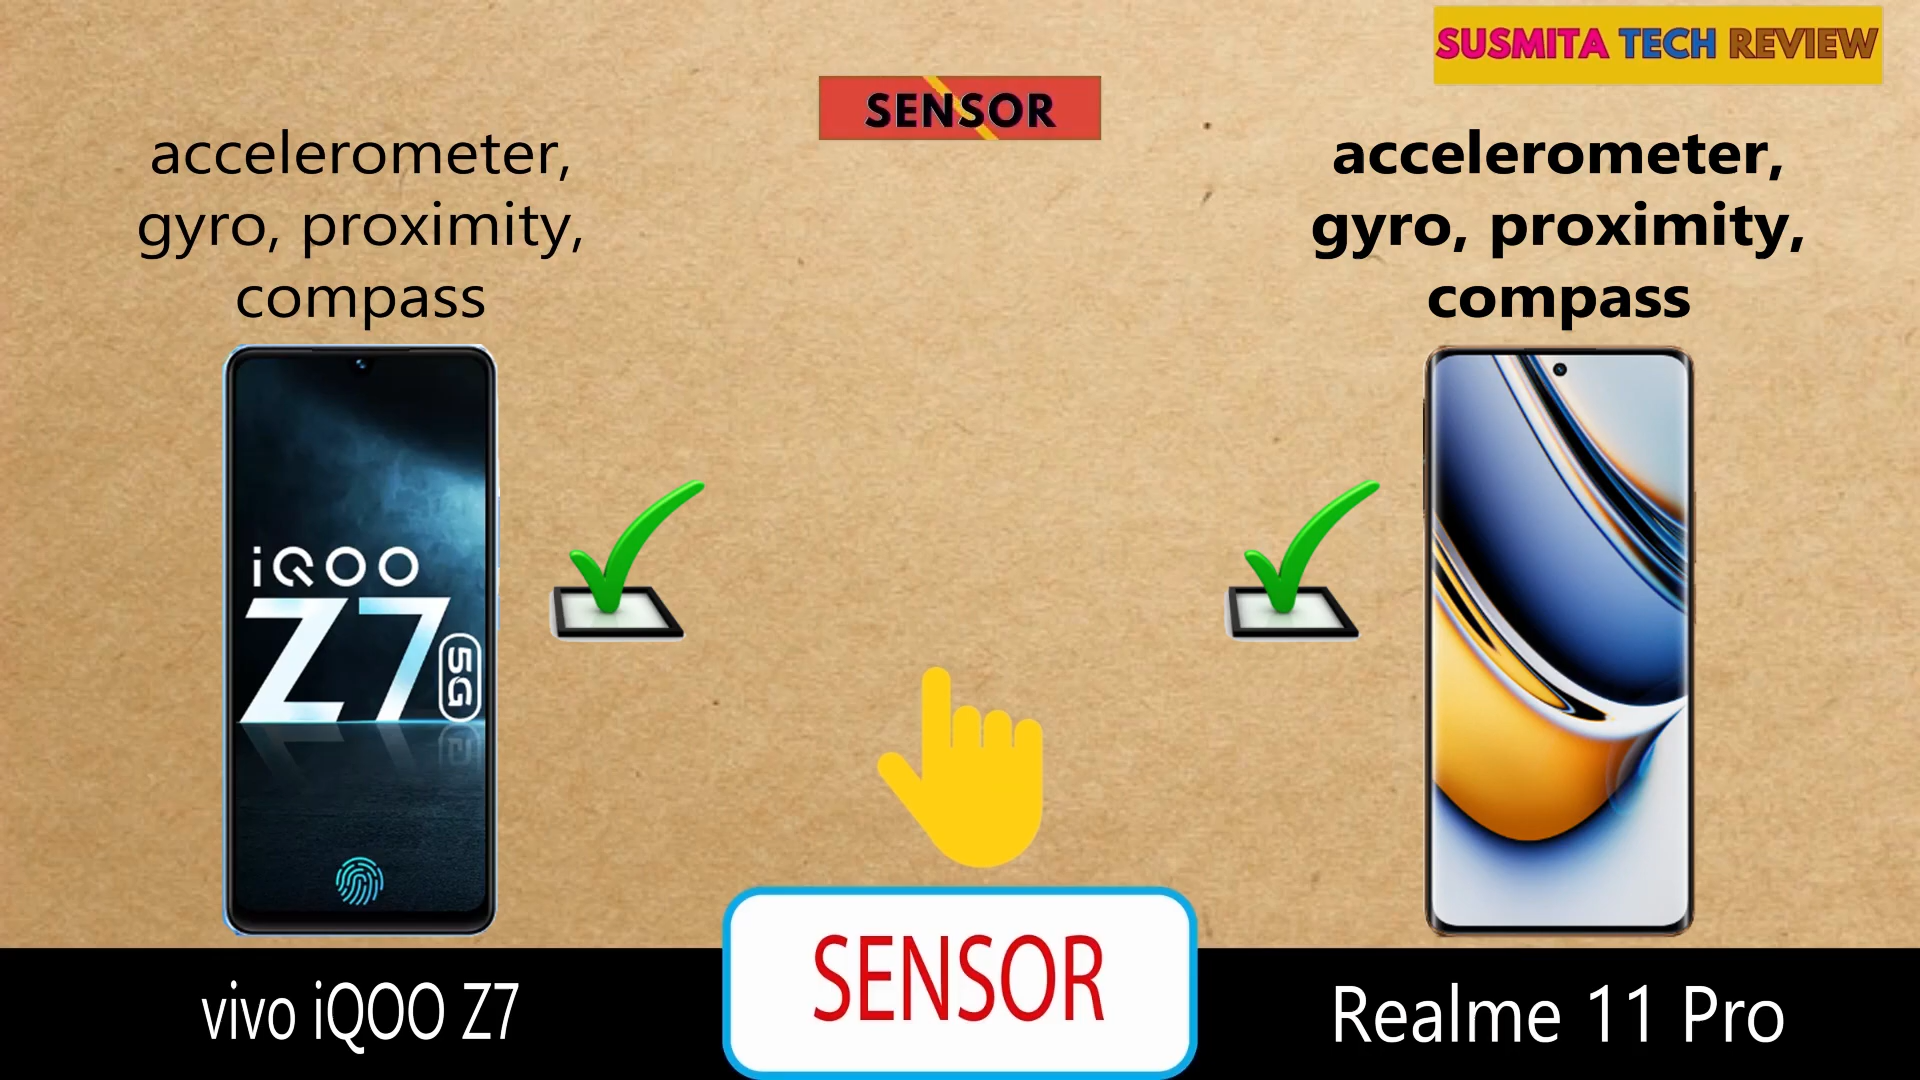 SUSMITA TECH REVIEW
SENSOR
accelerometer,
gyro, proximity,
compass
accelerometer,
gyro, proximity,
compass
iQOO
Z7
5G
vivo iQOO Z7
SENSOR
Realme 11 Pro